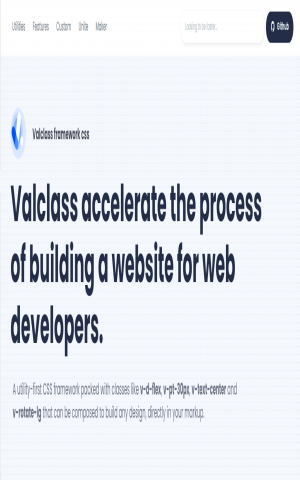 Utilities Features Custom Unite Maker Looking to be faster... Github
Valclass framework css
Valclass accelerate the process
of building a website for web
developers.
A utility-first CSS framework packed with classes like v-d-flex, v-pt-30px, v-text-center and
v-rotate-lg that can be composed to build any design, directly in your markup.